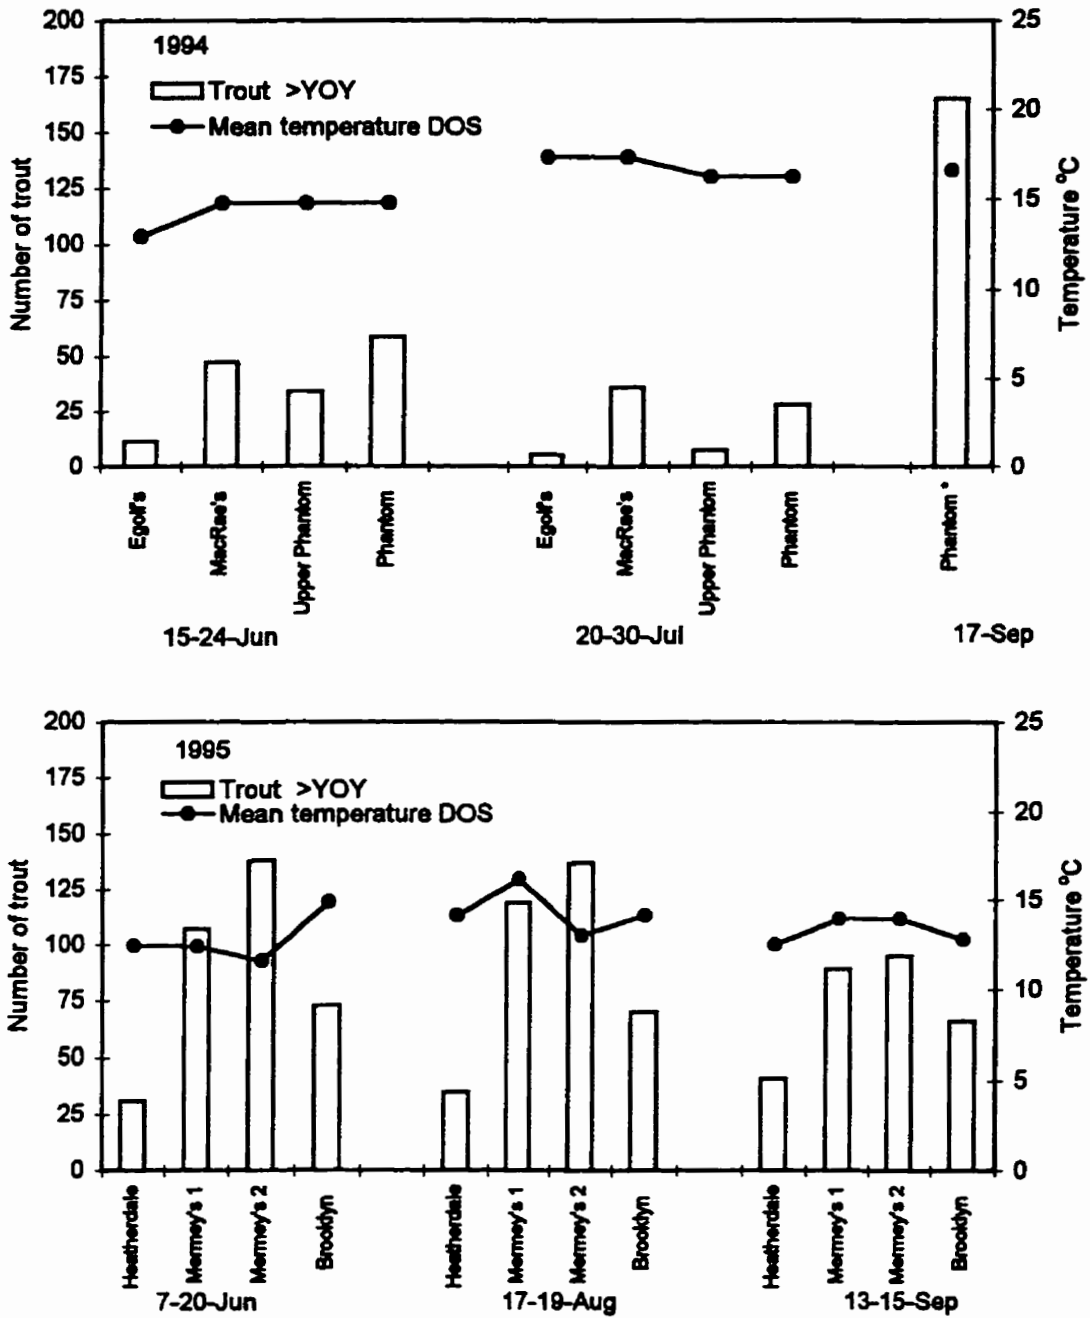 1994
Trout >YOY
Mean temperature DOS
Number of trout
200
175
150
125
100
75
50
25
0
Temperature °C
25
20
15
10
5
0
Egolf's
MacRae's
Upper Phantom
Phantom
Egolf's
MacRae's
Upper Phantom
Phantom
Phantom *
15-24-Jun
20-30-Jul
17-Sep
1995
Trout >YOY
Mean temperature DOS
Number of trout
200
175
150
125
100
75
50
25
0
Temperature °C
25
20
15
10
5
0
Heatherdale
Mermey's 1
Mermey's 2
Brooklyn
Heatherdale
Mermey's 1
Mermey's 2
Brooklyn
Heatherdale
Mermey's 1
Mermey's 2
Brooklyn
7-20-Jun
17-19-Aug
13-15-Sep